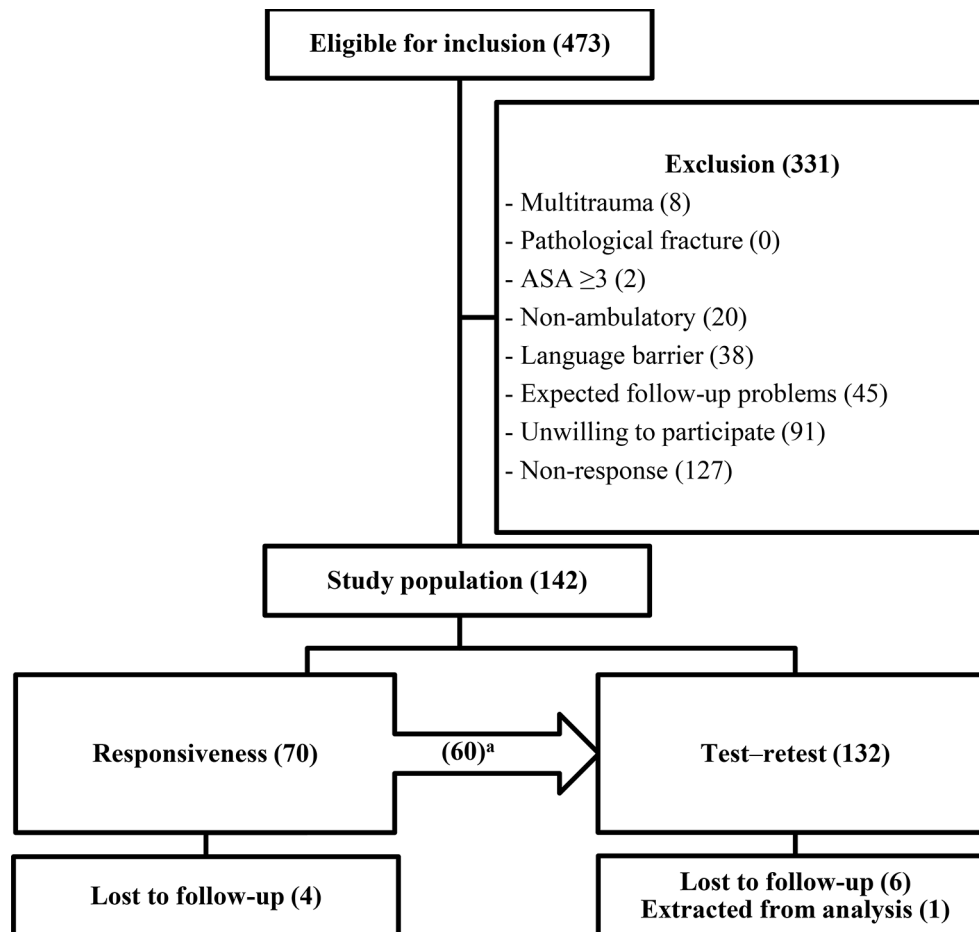 Eligible for inclusion (473)
Exclusion (331)
- Multitrauma (8)
- Pathological fracture (0)
- ASA ≥3 (2)
- Non-ambulatory (20)
- Language barrier (38)
- Expected follow-up problems (45)
- Unwilling to participate (91)
- Non-response (127)
Study population (142)
Responsiveness (70)
(60)ᵃ
Test–retest (132)
Lost to follow-up (4)
Lost to follow-up (6)
Extracted from analysis (1)